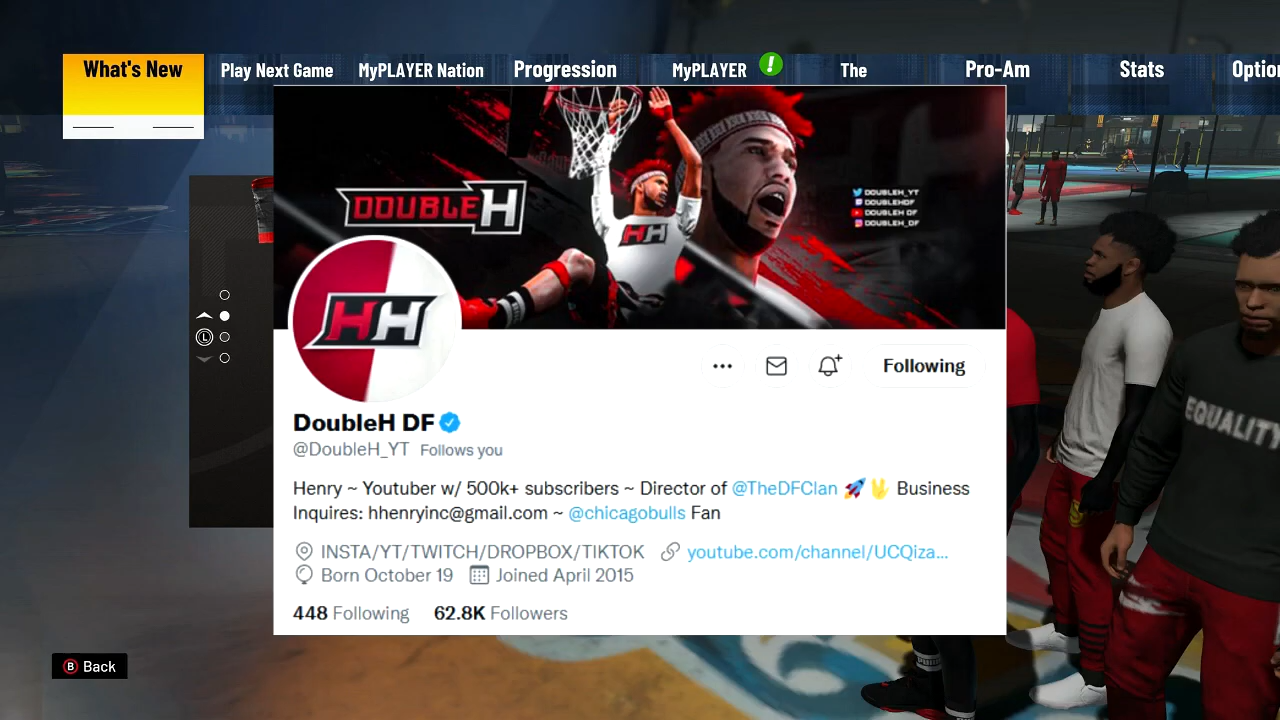 What's New
Play Next Game
MyPLAYER Nation
Progression
MyPLAYER !
The
Pro-Am
Stats
Option
DOUBLEH
DOUBLEH_YT
DOUBLEHDF
DOUBLEH DF
DOUBLEH_DF
HH
HH
L
Following
DoubleH DF
@DoubleH_YT Follows you
Henry ~ Youtuber w/ 500k+ subscribers ~ Director of @TheDFClan 🚀 🖖 Business
Inquires: hhenryinc@gmail.com ~ @chicagobulls Fan
INSTA/YT/TWITCH/DROPBOX/TIKTOK youtube.com/channel/UCQiza...
Born October 19 Joined April 2015
448 Following 62.8K Followers
EQUALITY
B Back